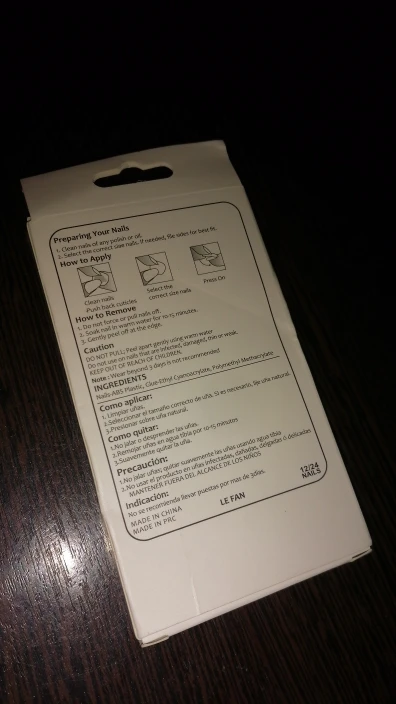 Preparing Your Nails
1. Clean nails of any polish or oil.
2. Select the correct size nails. If needed, file sides for best fit.
How to Apply
Clean nails
Push back cuticles
Select the
correct size nails
Press On
How to Remove
1. Do not force or pull nails off.
2. Soak nail in warm water for 10-15 minutes.
3. Gently peel off at the edge.
Caution
DO NOT PULL: Peel apart gently using warm water
Do not use on nails that are infected, damaged, thin or weak.
KEEP OUT OF REACH OF CHILDREN.
Note: Wear beyond 3 days is not recommended
INGREDIENTS
Nails-ABS Plastic, Glue-Ethyl Cyanoacrylate, Polymethyl Methacrylate
Como aplicar:
1. Limpiar uñas.
2.Seleccionar el tamaño correcto de uña. Si es necesario, lije uña natural.
3.Presionar sobre uña natural.
Como quitar:
1.No jalar o desprender las uñas.
2.Remojar uñas en agua tibia por 10-15 minutos
3.Suavemente quitar la uña.
Precaución:
1.No jalar uñas; quitar suavemente las uñas usando agua tibia
2.No usar el producto en uñas infectadas, dañadas, delgadas ó delicadas
MANTENER FUERA DEL ALCANCE DE LOS NIÑOS
Indicación:
No se recomienda llevar puestas por mas de 3dias.
MADE IN CHINA
MADE IN PRC
LE FAN
12/24
NAILS